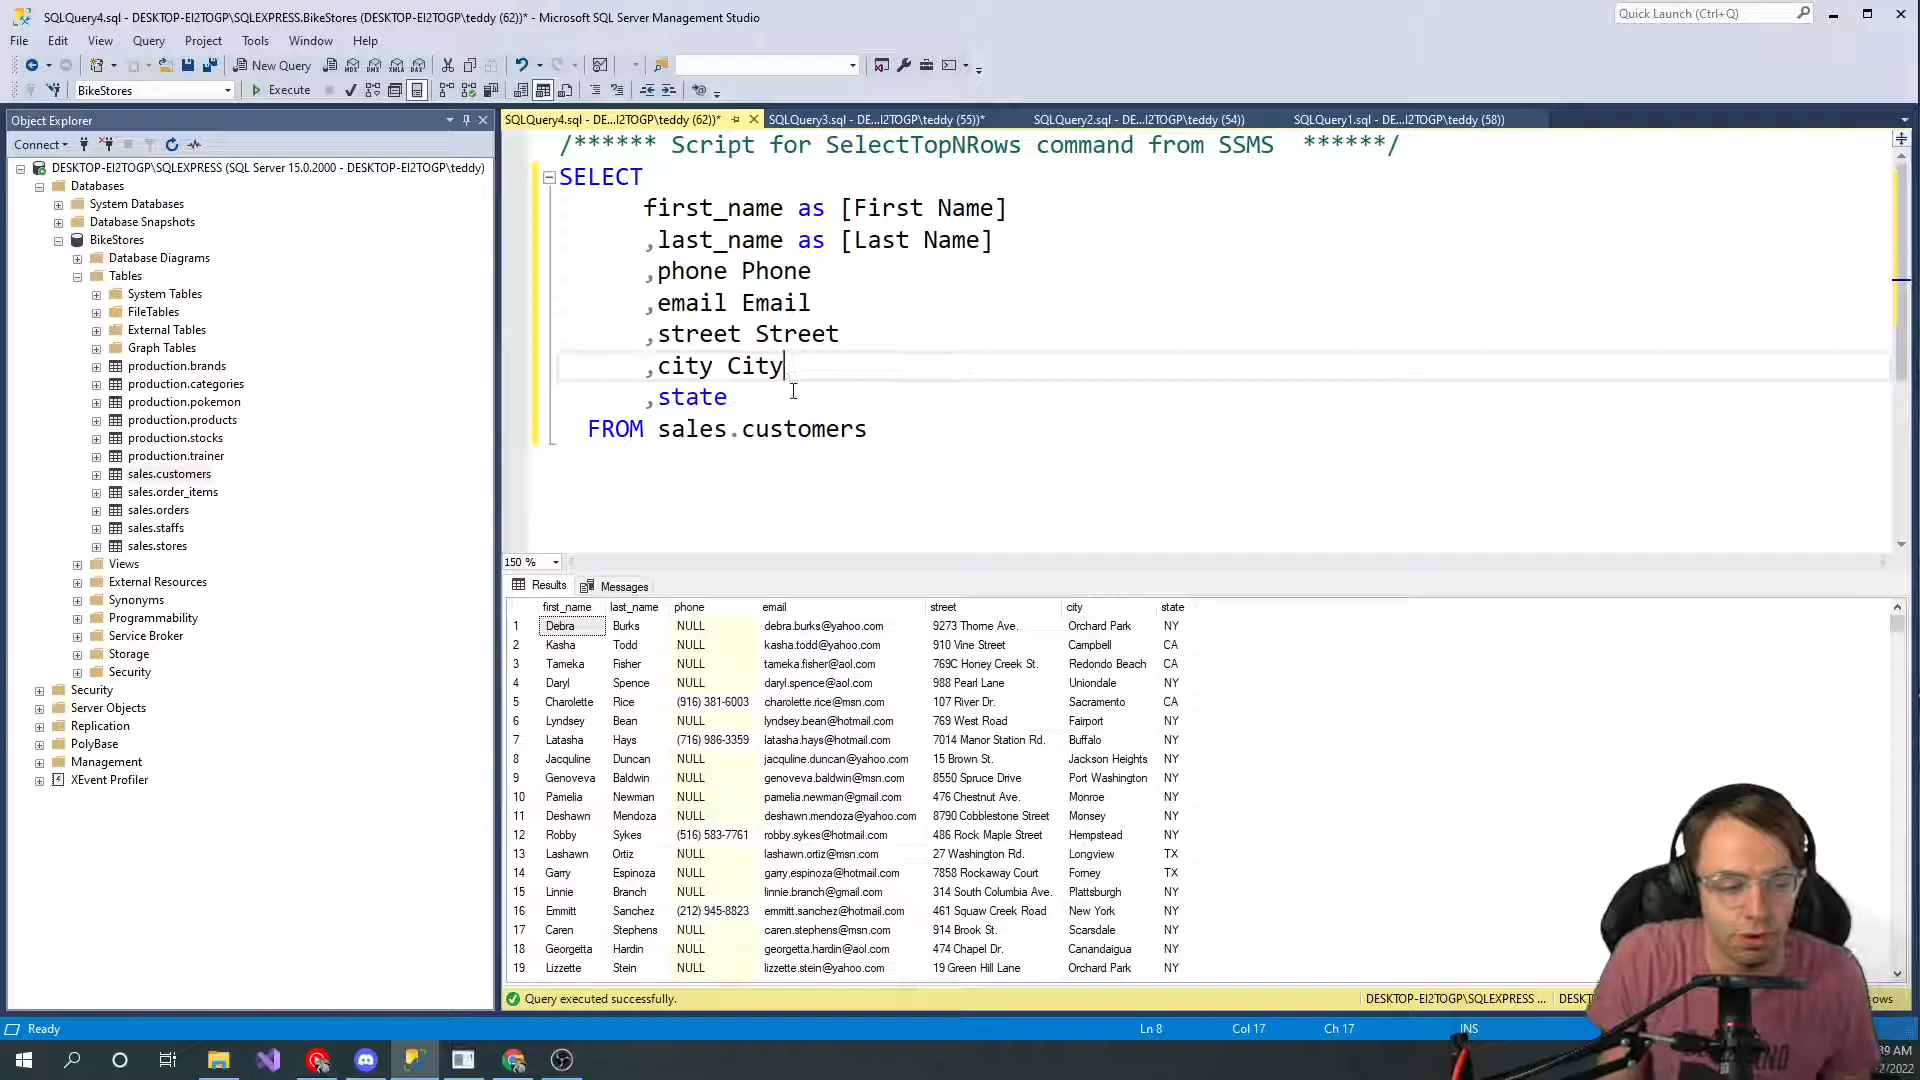 SQLQuery4.sql - DESKTOP-EI2TOGP\SQLEXPRESS.BikeStores (DESKTOP-EI2TOGP\teddy (62))* - Microsoft SQL Server Management Studio
Quick Launch (Ctrl+Q)
File Edit View Query Project Tools Window Help
New Query
BikeStores
Execute
Object Explorer
Connect
DESKTOP-EI2TOGP\SQLEXPRESS (SQL Server 15.0.2000 - DESKTOP-EI2TOGP\teddy)
Databases
System Databases
Database Snapshots
BikeStores
Database Diagrams
Tables
System Tables
FileTables
External Tables
Graph Tables
production.brands
production.categories
production.pokemon
production.products
production.stocks
production.trainer
sales.customers
sales.order_items
sales.orders
sales.staffs
sales.stores
Views
External Resources
Synonyms
Programmability
Service Broker
Storage
Security
Security
Server Objects
Replication
PolyBase
Management
XEvent Profiler
SQLQuery4.sql - DE...I2TOGP\teddy (62))* SQLQuery3.sql - DE...I2TOGP\teddy (55))* SQLQuery2.sql - DE...I2TOGP\teddy (54)) SQLQuery1.sql - DE...I2TOGP\teddy (58))
/****** Script for SelectTopNRows command from SSMS ******/
SELECT
first_name as [First Name]
,last_name as [Last Name]
,phone Phone
,email Email
,street Street
,city City
,state
FROM sales.customers
150 %
Results Messages
first_name last_name phone email street city state
1 Debra Burks NULL debra.burks@yahoo.com 9273 Thorne Ave. Orchard Park NY
2 Kasha Todd NULL kasha.todd@yahoo.com 910 Vine Street Campbell CA
3 Tameka Fisher NULL tameka.fisher@aol.com 769C Honey Creek St. Redondo Beach CA
4 Daryl Spence NULL daryl.spence@aol.com 988 Pearl Lane Uniondale NY
5 Charolette Rice (916) 381-6003 charolette.rice@msn.com 107 River Dr. Sacramento CA
6 Lyndsey Bean NULL lyndsey.bean@hotmail.com 769 West Road Fairport NY
7 Latasha Hays (716) 986-3359 latasha.hays@hotmail.com 7014 Manor Station Rd. Buffalo NY
8 Jacquline Duncan NULL jacquline.duncan@yahoo.com 15 Brown St. Jackson Heights NY
9 Genoveva Baldwin NULL genoveva.baldwin@msn.com 8550 Spruce Drive Port Washington NY
10 Pamelia Newman NULL pamelia.newman@gmail.com 476 Chestnut Ave. Monroe NY
11 Deshawn Mendoza NULL deshawn.mendoza@yahoo.com 8790 Cobblestone Street Monsey NY
12 Robby Sykes (516) 583-7761 robby.sykes@hotmail.com 486 Rock Maple Street Hempstead NY
13 Lashawn Ortiz NULL lashawn.ortiz@msn.com 27 Washington Rd. Longview TX
14 Garry Espinoza NULL garry.espinoza@hotmail.com 7858 Rockaway Court Forney TX
15 Linnie Branch NULL linnie.branch@gmail.com 314 South Columbia Ave. Plattsburgh NY
16 Emmitt Sanchez (212) 945-8823 emmitt.sanchez@hotmail.com 461 Squaw Creek Road New York NY
17 Caren Stephens NULL caren.stephens@msn.com 914 Brook St. Scarsdale NY
18 Georgetta Hardin NULL georgetta.hardin@aol.com 474 Chapel Dr. Canandaigua NY
19 Lizzette Stein NULL lizzette.stein@yahoo.com 19 Green Hill Lane Orchard Park NY
Query executed successfully. DESKTOP-EI2TOGP\SQLEXPRESS ...
Ready Ln 8 Col 17 Ch 17 INS